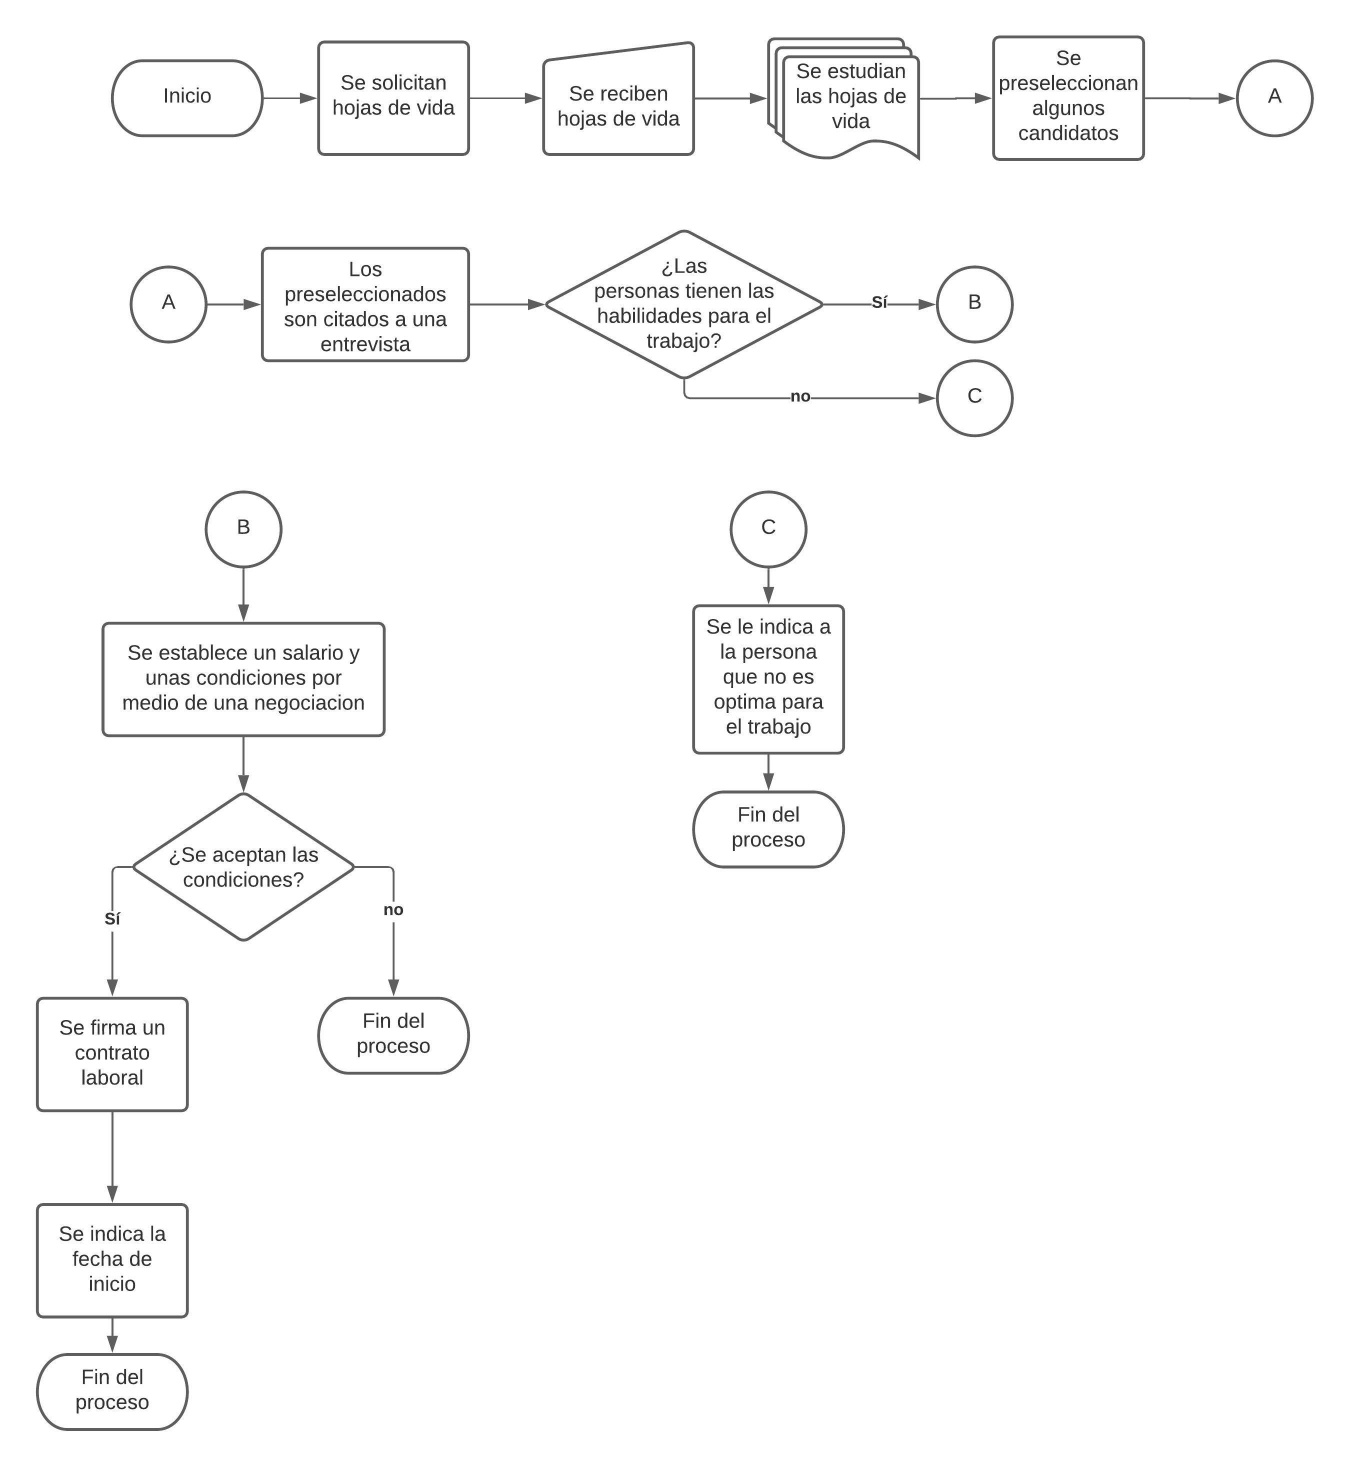 Inicio
Se solicitan
hojas de vida
Se reciben
hojas de vida
Se estudian
las hojas de
vida
Se
preseleccionan
algunos
candidatos
A
A
Los
preseleccionados
son citados a una
entrevista
¿Las
personas tienen las
habilidades para el
trabajo?
Sí
B
no
C
B
Se establece un salario y
unas condiciones por
medio de una negociacion
¿Se aceptan las
condiciones?
Sí
no
Se firma un
contrato
laboral
Fin del
proceso
Se indica la
fecha de
inicio
Fin del
proceso
C
Se le indica a
la persona
que no es
optima para
el trabajo
Fin del
proceso